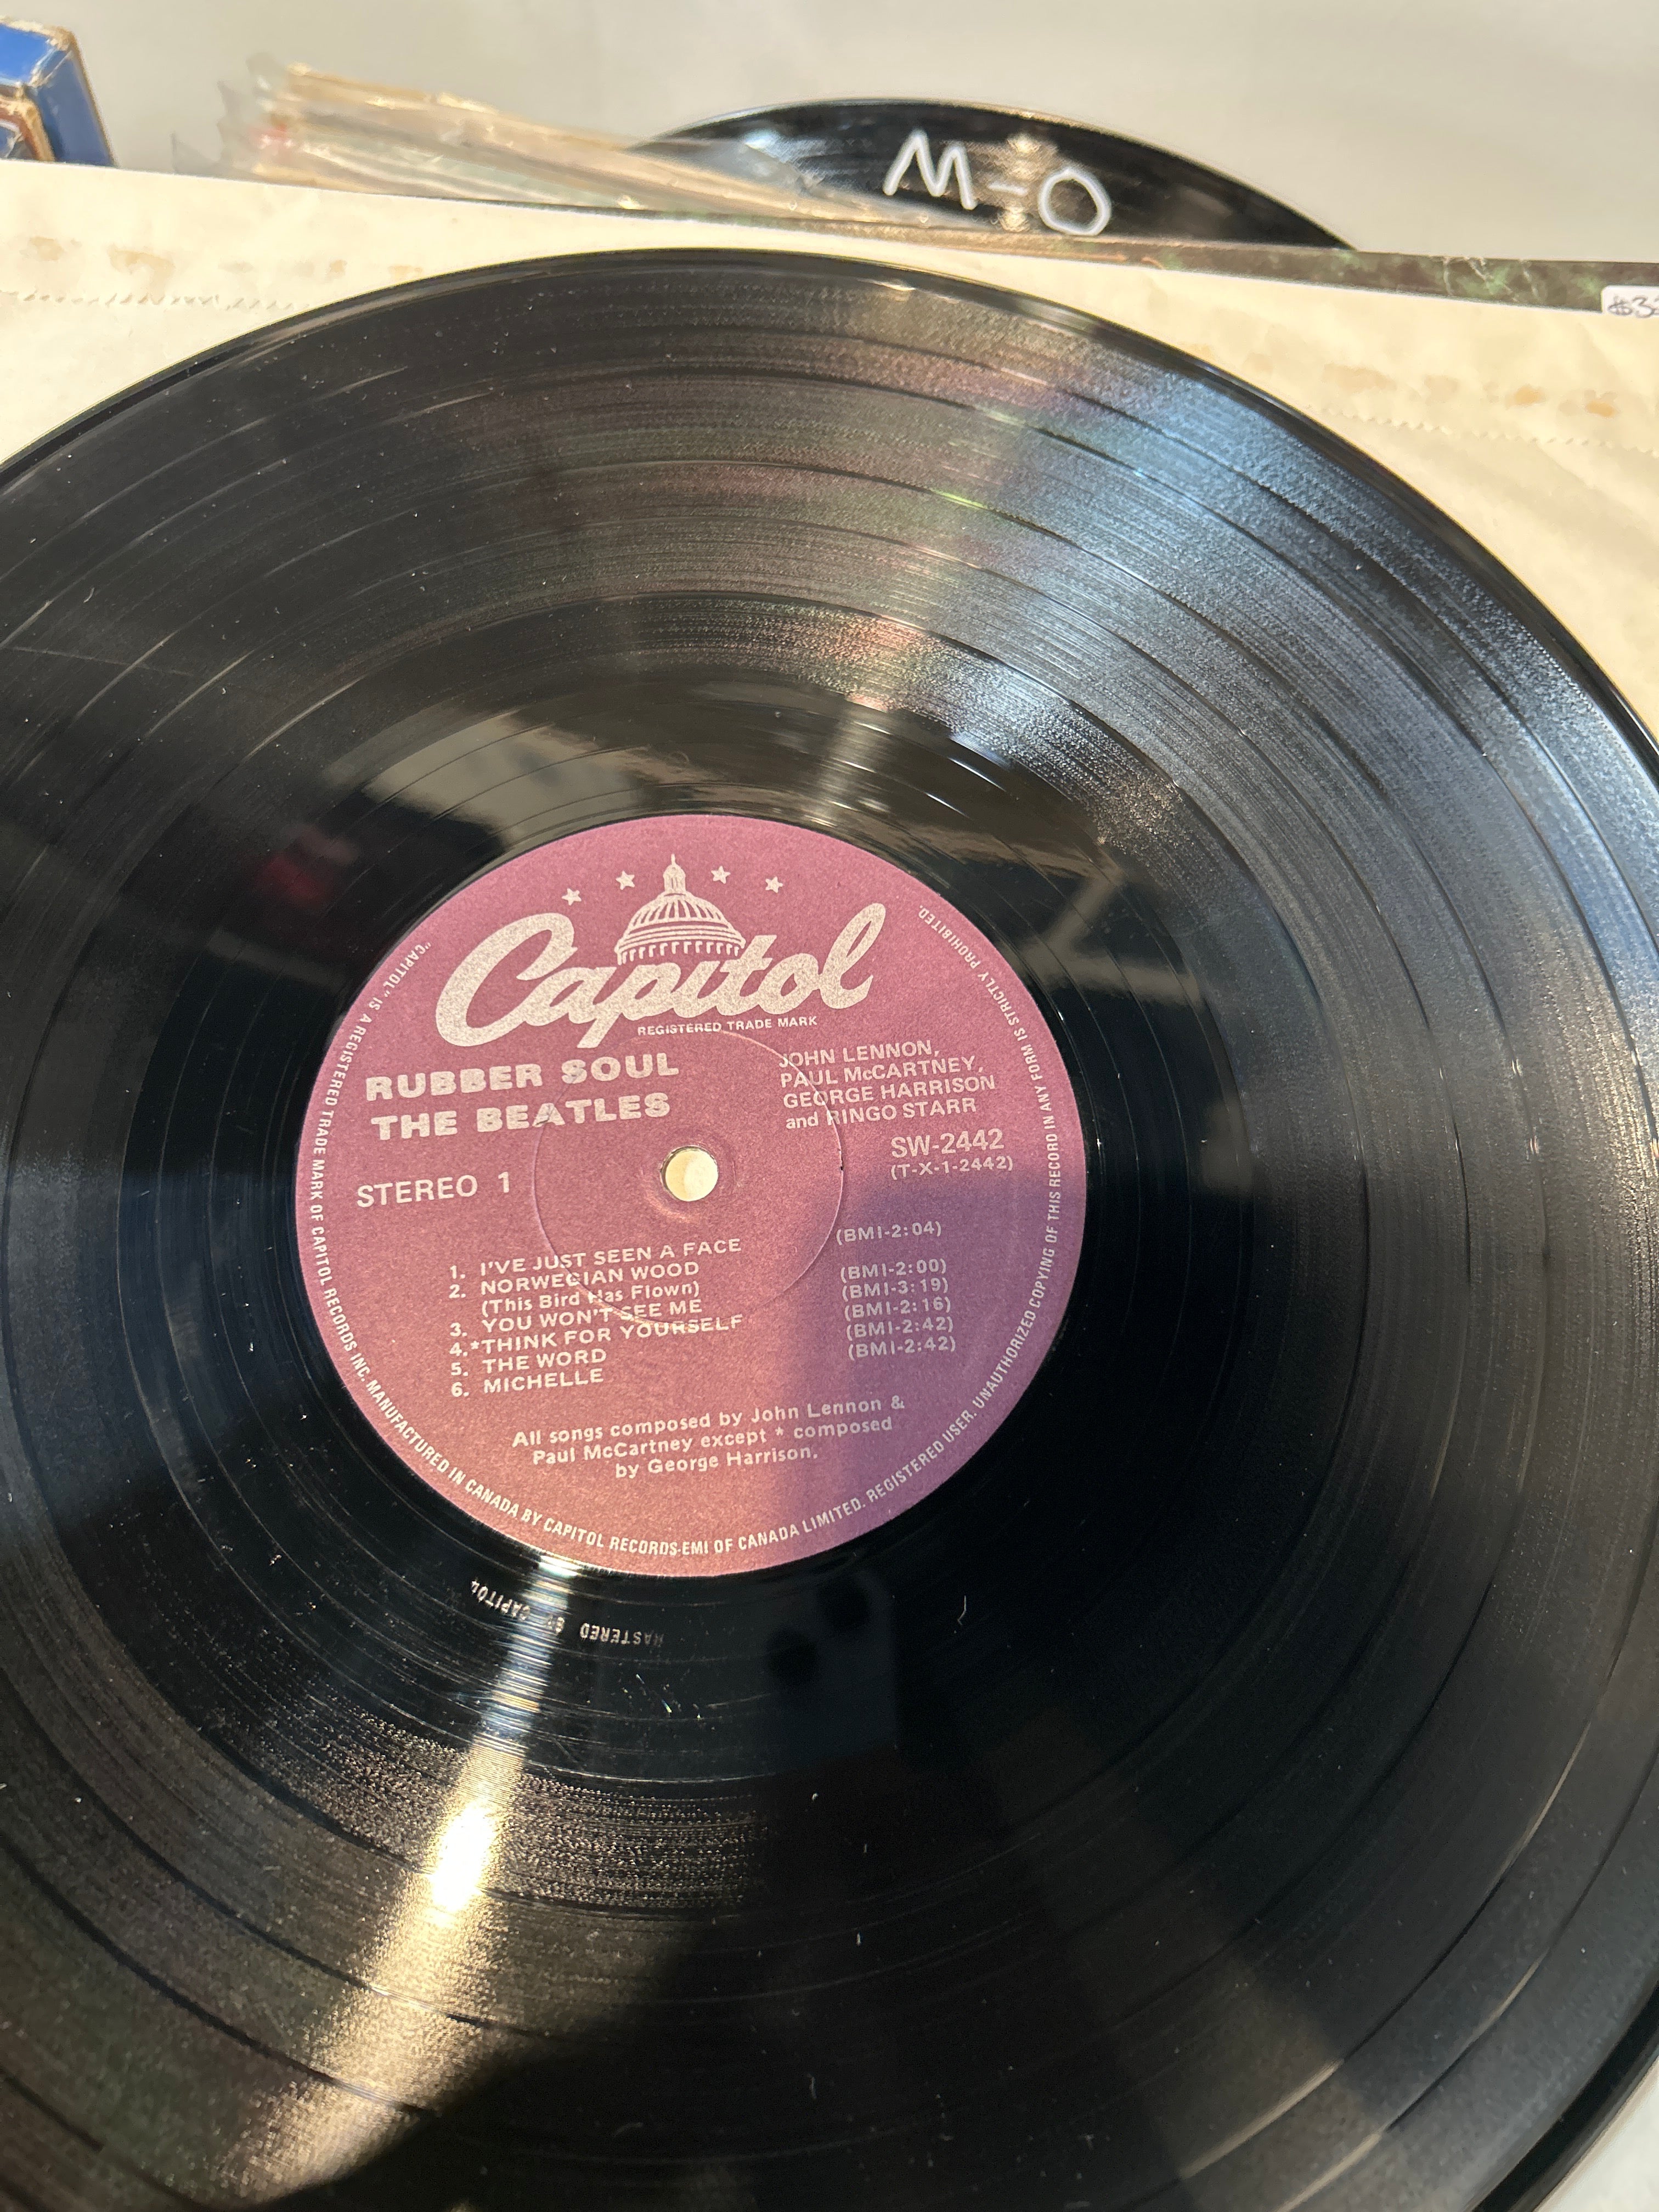 M-O
Capitol
REGISTERED TRADE MARK
RUBBER SOUL
THE BEATLES
JOHN LENNON,
PAUL McCARTNEY,
GEORGE HARRISON
and RINGO STARR
SW-2442
(T-X-1-2442)
STEREO 1
1. I'VE JUST SEEN A FACE (BMI-2:04)
2. NORWEGIAN WOOD
(This Bird Has Flown) (BMI-2:00)
3. YOU WON'T SEE ME (BMI-3:19)
4.*THINK FOR YOURSELF (BMI-2:16)
5. THE WORD (BMI-2:42)
6. MICHELLE (BMI-2:42)
All songs composed by John Lennon &
Paul McCartney except * composed
by George Harrison.
"CAPITOL" IS A REGISTERED TRADE MARK OF CAPITOL RECORDS INC. MANUFACTURED IN CANADA BY CAPITOL RECORDS-EMI OF CANADA LIMITED. REGISTERED USER. UNAUTHORIZED COPYING OF THIS RECORD IN ANY FORM IS STRICTLY PROHIBITED.
MASTERED BY CAPITOL